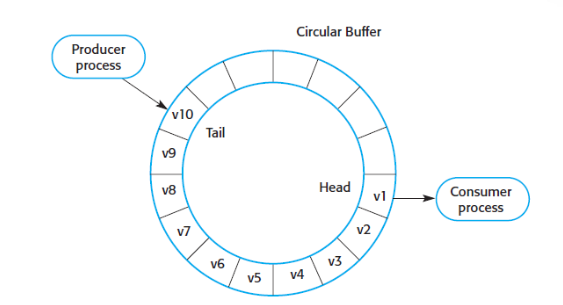 Circular Buffer
Producer
process
v10
Tail
v9
v8
v7
v6
v5
v4
v3
v2
v1
Head
Consumer
process